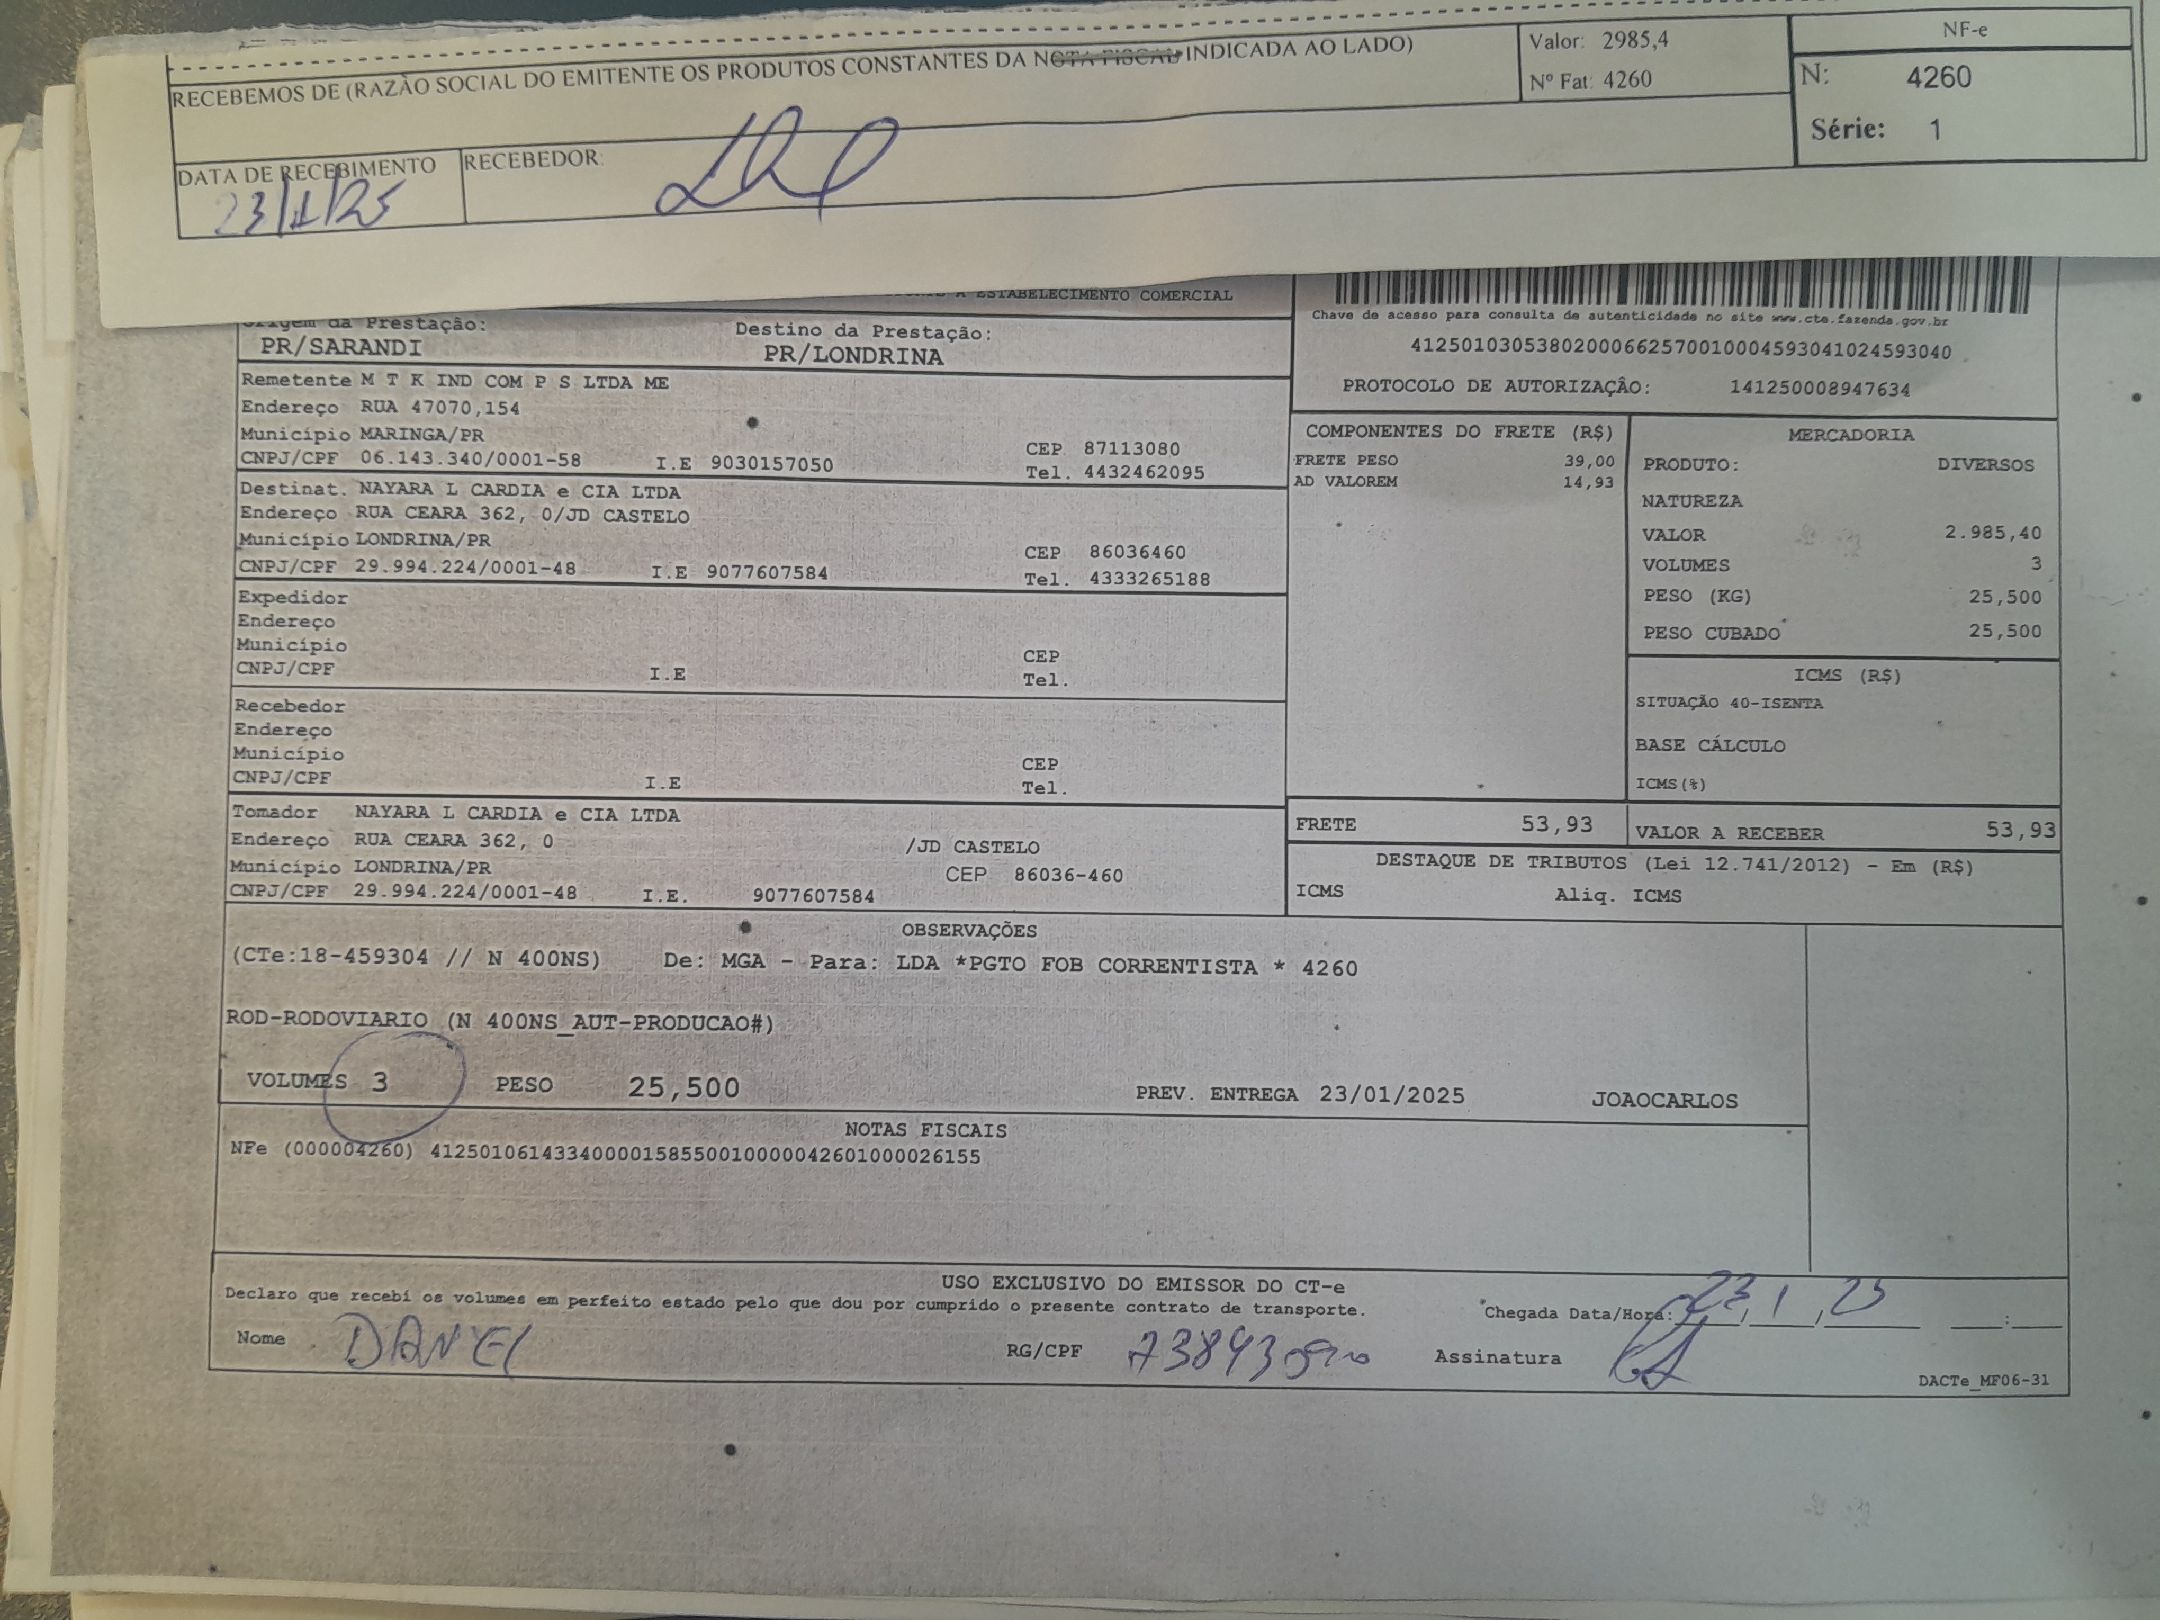 RECEBEMOS DE (RAZÃO SOCIAL DO EMITENTE OS PRODUTOS CONSTANTES DA NOTA FISCAL INDICADA AO LADO)
Valor: 2985,4
Nº Fat: 4260
NF-e
N: 4260
Série: 1
DATA DE RECEBIMENTO
23/1/25
RECEBEDOR:
A ESTABELECIMENTO COMERCIAL
Origem da Prestação:
PR/SARANDI
Destino da Prestação:
PR/LONDRINA
Chave de acesso para consulta de autenticidade no site www.cte.fazenda.gov.br
41250103053802000662570010004593041024593040
PROTOCOLO DE AUTORIZAÇÃO: 141250008947634
Remetente M T K IND COM P S LTDA ME
Endereço RUA 47070,154
Município MARINGA/PR CEP 87113080
CNPJ/CPF 06.143.340/0001-58 I.E 9030157050 Tel. 4432462095
Destinat. NAYARA L CARDIA e CIA LTDA
Endereço RUA CEARA 362, 0/JD CASTELO
Município LONDRINA/PR CEP 86036460
CNPJ/CPF 29.994.224/0001-48 I.E 9077607584 Tel. 4333265188
Expedidor
Endereço
Município CEP
CNPJ/CPF I.E Tel.
Recebedor
Endereço
Município CEP
CNPJ/CPF I.E Tel.
Tomador NAYARA L CARDIA e CIA LTDA
Endereço RUA CEARA 362, 0 /JD CASTELO
Município LONDRINA/PR CEP 86036-460
CNPJ/CPF 29.994.224/0001-48 I.E. 9077607584
COMPONENTES DO FRETE (R$)
FRETE PESO 39,00
AD VALOREM 14,93
MERCADORIA
PRODUTO: DIVERSOS
NATUREZA
VALOR 2.985,40
VOLUMES 3
PESO (KG) 25,500
PESO CUBADO 25,500
ICMS (R$)
SITUAÇÃO 40-ISENTA
BASE CÁLCULO
ICMS(%)
FRETE 53,93
VALOR A RECEBER 53,93
DESTAQUE DE TRIBUTOS (Lei 12.741/2012) - Em (R$)
ICMS Aliq. ICMS
OBSERVAÇÕES
(CTe:18-459304 // N 400NS) De: MGA - Para: LDA *PGTO FOB CORRENTISTA * 4260
ROD-RODOVIARIO (N 400NS_AUT-PRODUCAO#)
VOLUMES 3 PESO 25,500 PREV. ENTREGA 23/01/2025 JOAOCARLOS
NOTAS FISCAIS
NFe (000004260) 41250106143340000158550010000042601000026155
USO EXCLUSIVO DO EMISSOR DO CT-e
Declaro que recebi os volumes em perfeito estado pelo que dou por cumprido o presente contrato de transporte.
Chegada Data/Hora: 23/1/25 ___:___
Nome DANIEL RG/CPF Assinatura
DACTe_MF06-31